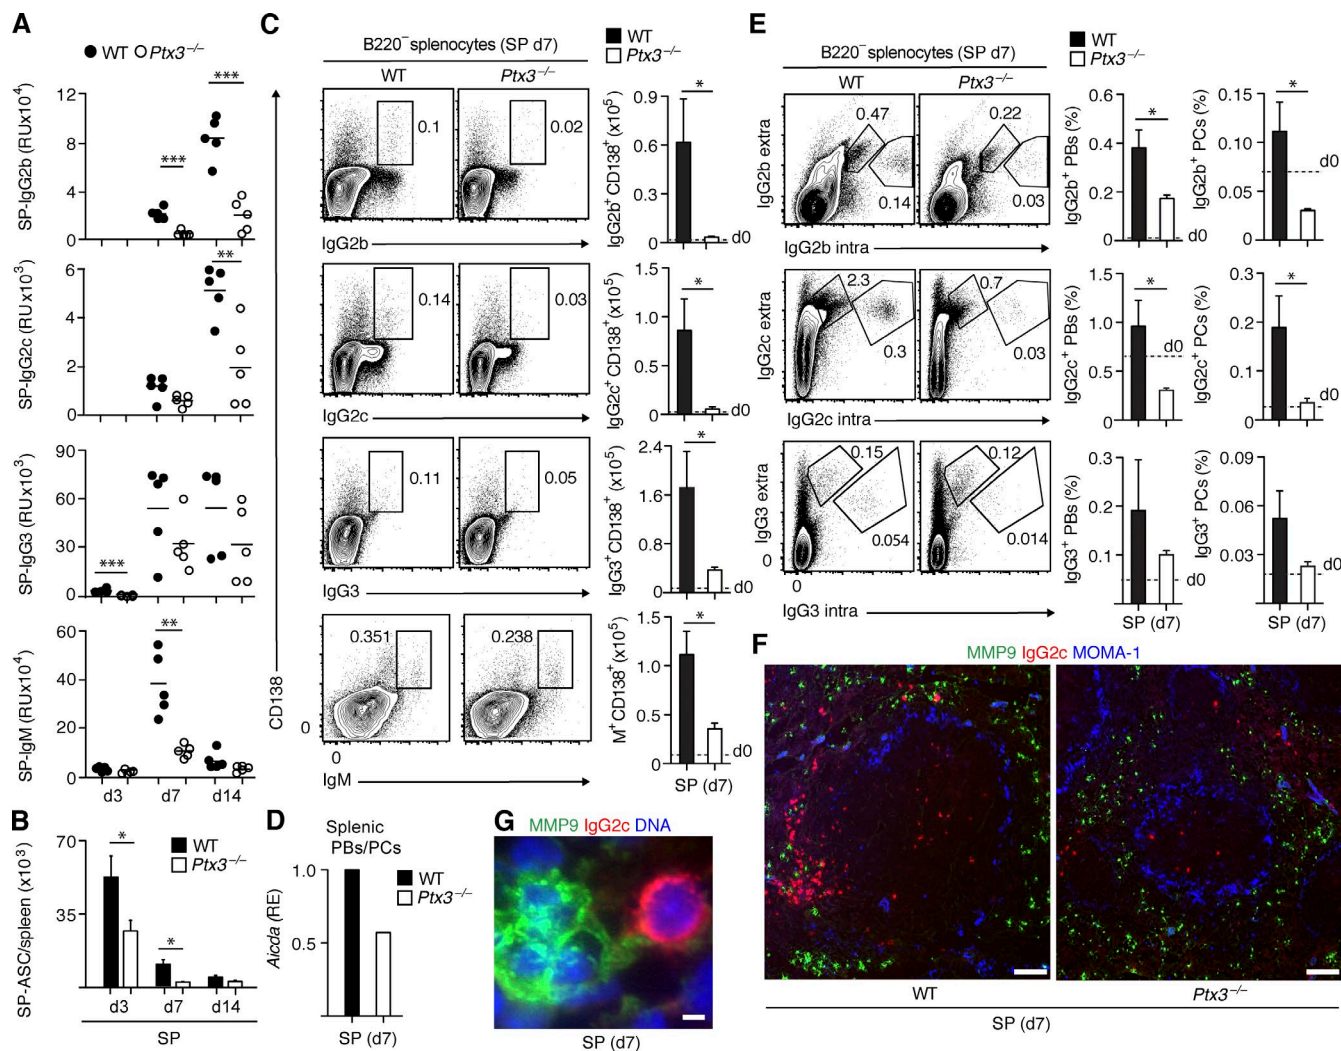 A
WT Ptx3–/–
SP-IgG2b (RUx10⁴)
12
8
4
0
***
***
SP-IgG2c (RUx10³)
6
4
2
0
**
SP-IgG3 (RUx10³)
90
60
30
0
***
SP-IgM (RUx10⁴)
60
40
20
0
**
d3 d7 d14
B
SP-ASC/spleen (x10³)
70
35
0
*
*
WT
Ptx3–/–
d3 d7 d14
SP
C
B220– splenocytes (SP d7)
WT Ptx3–/–
WT
Ptx3–/–
CD138
0.1 0.02
IgG2b
IgG2b+ CD138+ (x10⁵)
0.9
0.6
0.3
0
*
d0
0.14 0.03
IgG2c
IgG2c+ CD138+ (x10⁵)
1.5
1.0
0.5
0
*
d0
0.11 0.05
IgG3
IgG3+ CD138+ (x10⁵)
2.4
1.6
0.8
0
*
d0
0.351 0.238
0
0
IgM
M+ CD138+ (x10⁵)
1.5
1.0
0.5
0
*
d0
SP (d7)
D
Splenic
PBs/PCs
WT
Ptx3–/–
Aicda (RE)
1.0
0.5
SP (d7)
E
B220– splenocytes (SP d7)
WT Ptx3–/–
WT
Ptx3–/–
IgG2b extra
0.47 0.22
0.14 0.03
IgG2b intra
IgG2b+ PBs (%)
0.6
0.4
0.2
0
*
d0
IgG2b+ PCs (%)
0.15
0.10
0.05
0
*
d0
IgG2c extra
2.3 0.7
0.3 0.03
IgG2c intra
IgG2c+ PBs (%)
1.5
1.0
0.5
0
*
d0
IgG2c+ PCs (%)
0.3
0.2
0.1
0
*
d0
IgG3 extra
0.15 0.12
0.054 0.014
0
0
IgG3 intra
IgG3+ PBs (%)
0.3
0.2
0.1
d0
IgG3+ PCs (%)
0.09
0.06
0.03
0
d0
SP (d7) SP (d7)
F
MMP9 IgG2c MOMA-1
WT Ptx3–/–
SP (d7)
G
MMP9 IgG2c DNA
SP (d7)